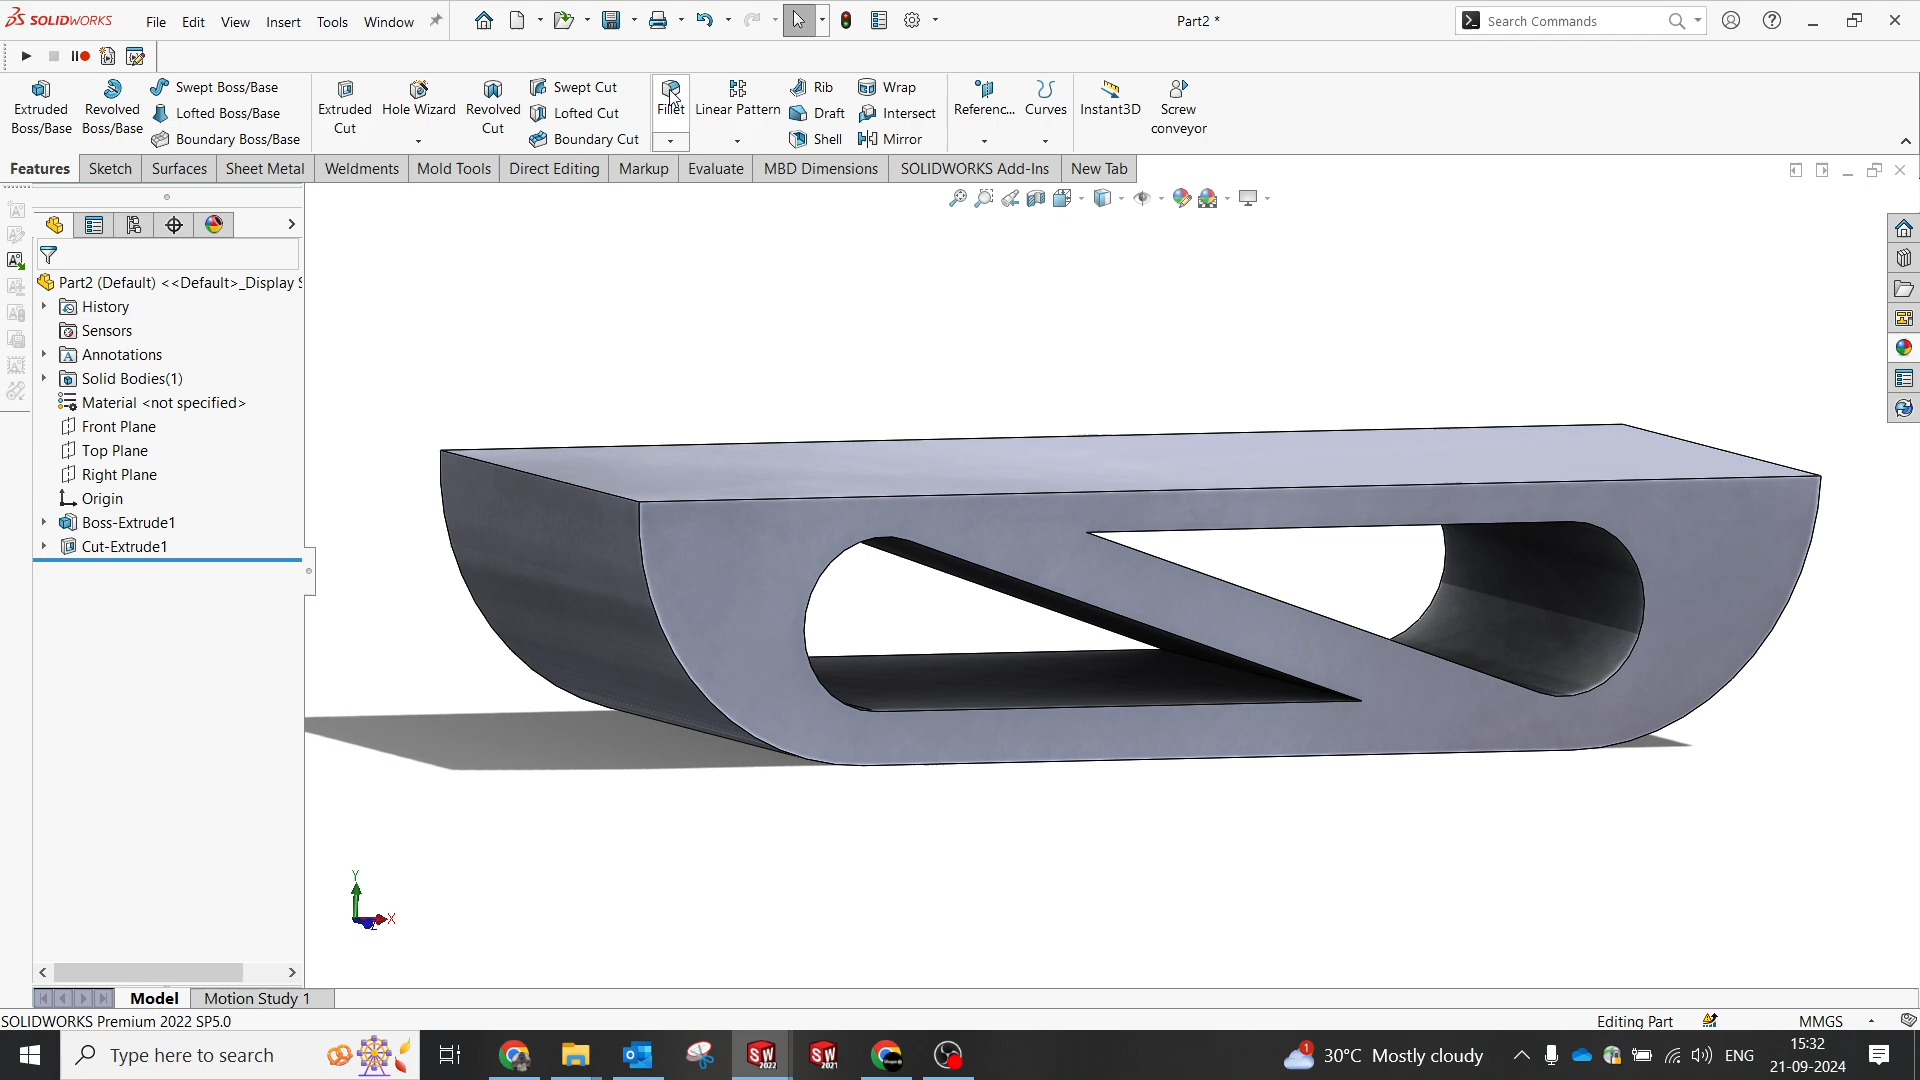 SOLIDWORKS File Edit View Insert Tools Window Part2 * Search Commands
Extruded Boss/Base
Revolved Boss/Base
Swept Boss/Base
Lofted Boss/Base
Boundary Boss/Base
Extruded Cut
Hole Wizard
Revolved Cut
Swept Cut
Lofted Cut
Boundary Cut
Fillet
Linear Pattern
Rib
Draft
Shell
Wrap
Intersect
Mirror
Referenc...
Curves
Instant3D
Screw conveyor
Features Sketch Surfaces Sheet Metal Weldments Mold Tools Direct Editing Markup Evaluate MBD Dimensions SOLIDWORKS Add-Ins New Tab
Part2 (Default) <<Default>_Display S
History
Sensors
Annotations
Solid Bodies(1)
Material <not specified>
Front Plane
Top Plane
Right Plane
Origin
Boss-Extrude1
Cut-Extrude1
Y
X
Z
Model Motion Study 1
SOLIDWORKS Premium 2022 SP5.0 Editing Part MMGS
Type here to search
SW 2022
SW 2021
1
30°C Mostly cloudy
ENG
15:32
21-09-2024